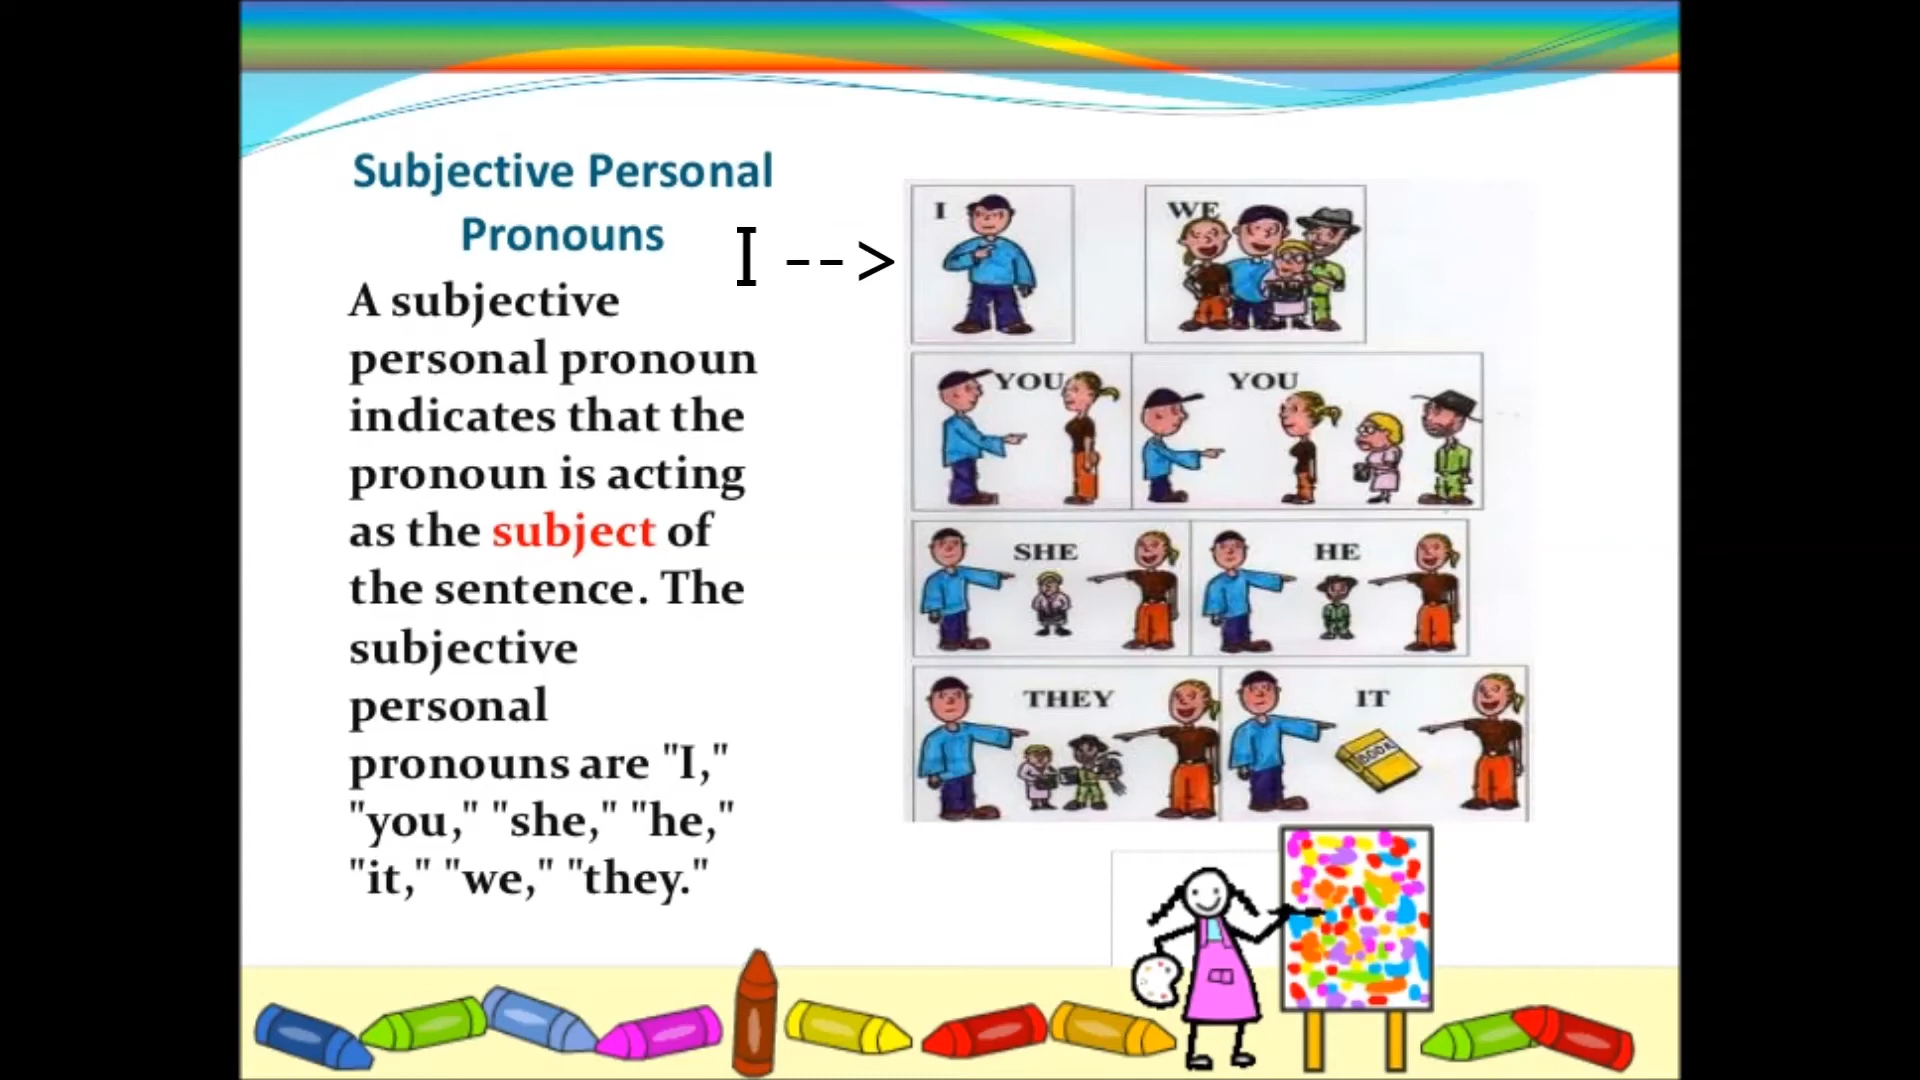 Subjective Personal
Pronouns
I -->
A subjective
personal pronoun
indicates that the
pronoun is acting
as the subject of
the sentence. The
subjective
personal
pronouns are "I,"
"you," "she," "he,"
"it," "we," "they."
I
WE
YOU
YOU
SHE
HE
THEY
IT